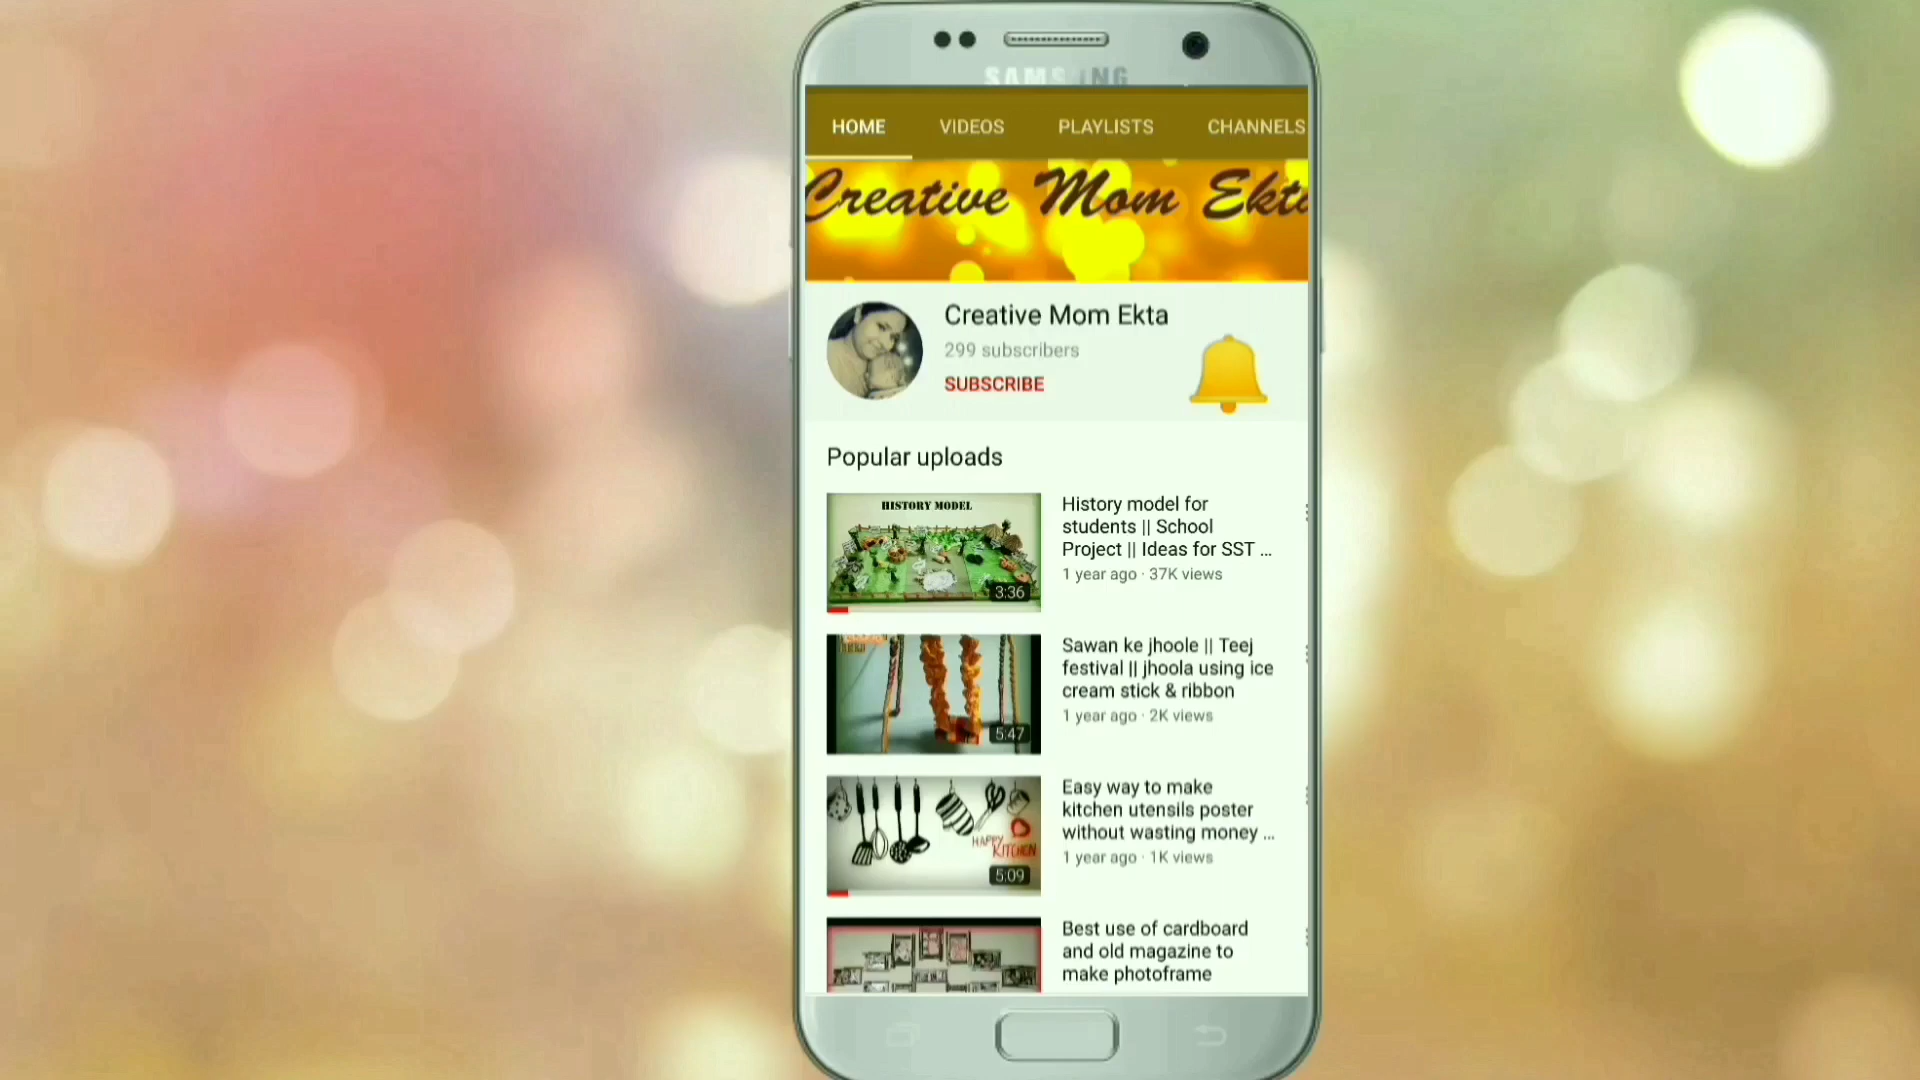 SAMSUNG
HOME VIDEOS PLAYLISTS CHANNELS
Creative Mom Ekta
Creative Mom Ekta
299 subscribers
SUBSCRIBE
Popular uploads
HISTORY MODEL
3:36
History model for
students || School
Project || Ideas for SST ...
1 year ago · 37K views
5:47
Sawan ke jhoole || Teej
festival || jhoola using ice
cream stick & ribbon
1 year ago · 2K views
HAPPY
KITCHEN
5:09
Easy way to make
kitchen utensils poster
without wasting money ...
1 year ago · 1K views
Best use of cardboard
and old magazine to
make photoframe